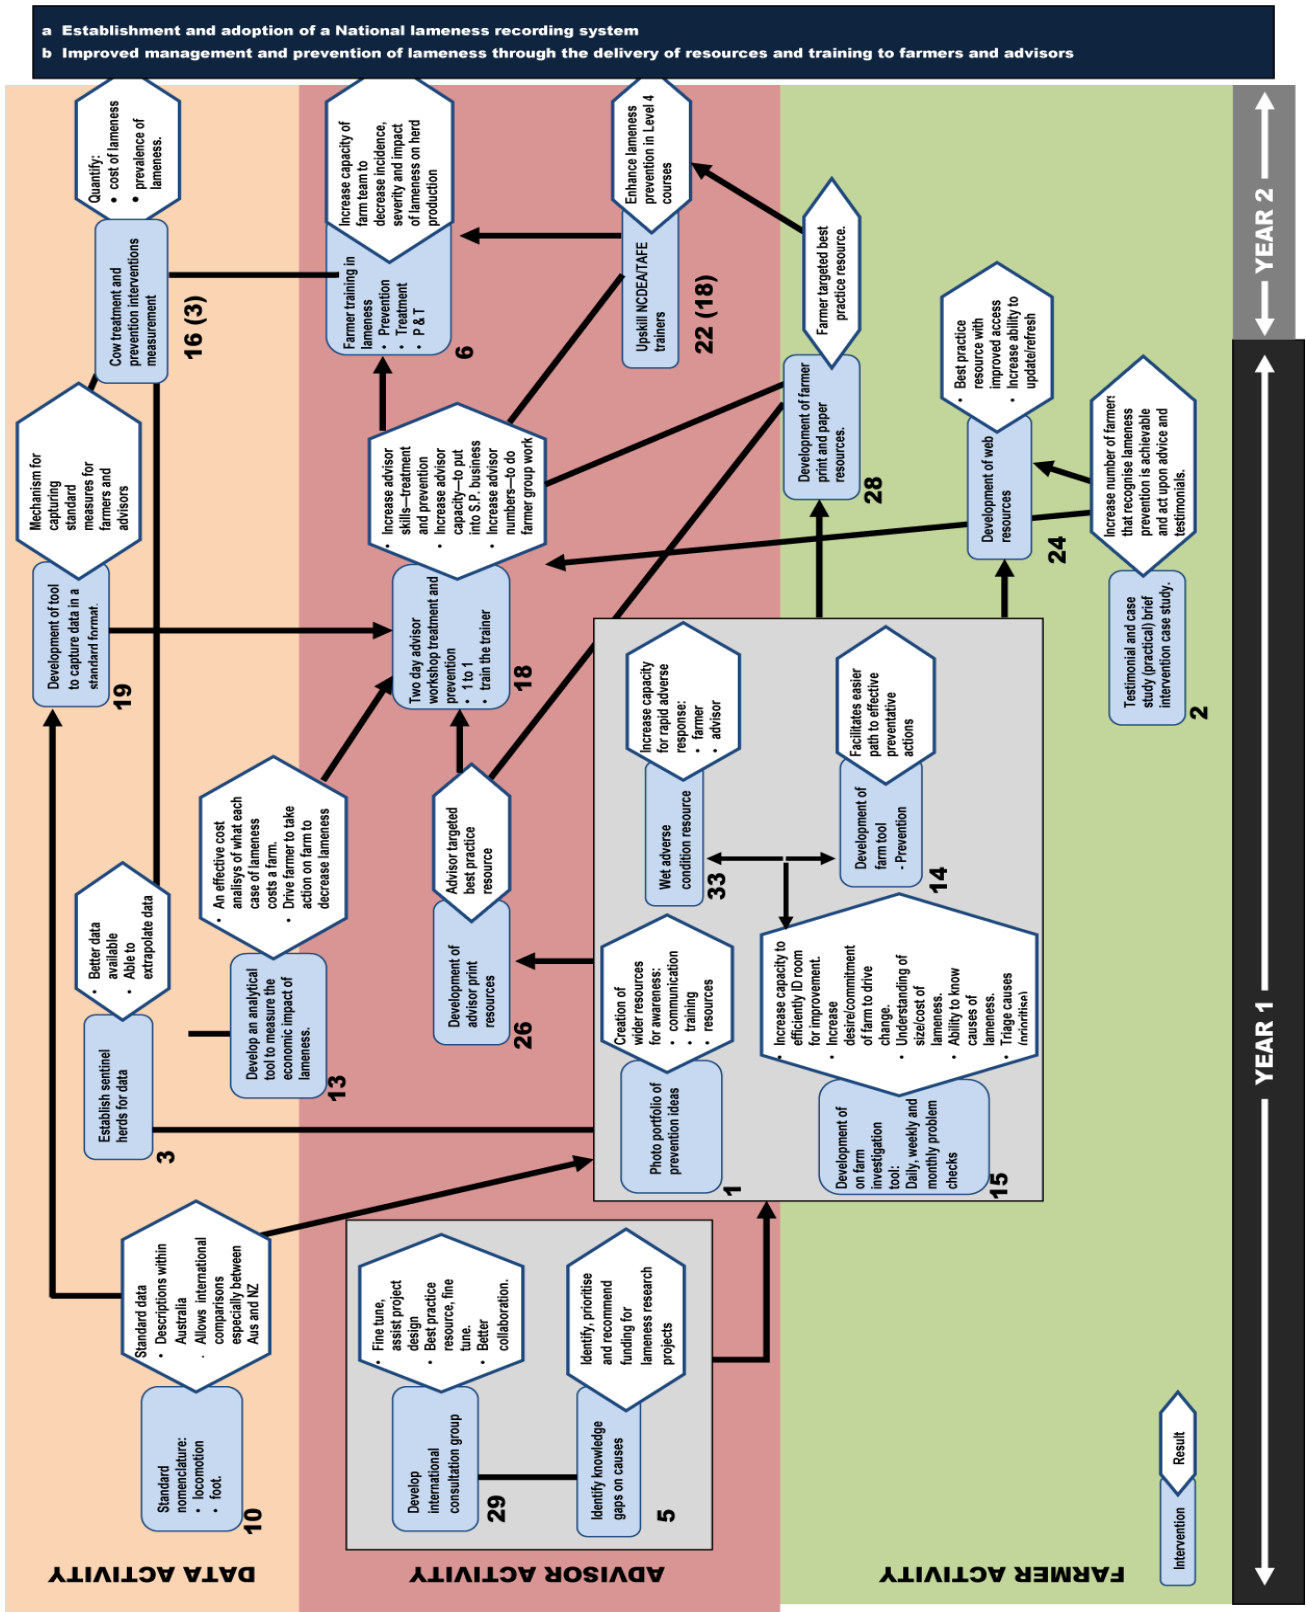 a Establishment and adoption of a National lameness recording system
b Improved management and prevention of lameness through the delivery of resources and training to farmers and advisors
DATA ACTIVITY
Standard
nomenclature:
• locomotion
• foot.
10
Standard data
• Descriptions within
Australia
· Allows international
comparisons
especially between
Aus and NZ
Establish sentinel
herds for data
3
• Better data
available
• Able to
extrapolate data
Develop an analytical
tool to measure the
economic impact of
lameness.
13
• An effective cost
analisys of what each
case of lameness
costs a farm.
• Drive farmer to take
action on farm to
decrease lameness
Development of tool
to capture data in a
standard format.
19
Mechanism for
capturing
standard
measures for
farmers and
advisors
Cow treatment and
prevention interventions
measurement
16 (3)
Quantify:
• cost of lameness
• prevalence of
lameness.
ADVISOR ACTIVITY
Develop
international
consultation group
29
• Fine tune,
assist project
design
• Best practice
resource, fine
tune.
• Better
collaboration.
Identify knowledge
gaps on causes
5
Identify, prioritise
and recommend
funding for
lameness research
projects
Development of
advisor print
resources
26
Advisor targeted
best practice
resource
Two day advisor
workshop treatment and
prevention
• 1 to 1
• train the trainer
18
• Increase advisor
skills—treatment
and prevention
• Increase advisor
capacity—to put
into S.P. business
• Increase advisor
numbers—to do
farmer group work
Farmer training in
lameness
• Prevention
• Treatment
• P & T
6
Increase capacity of
farm team to
decrease incidence,
severity and impact
of lameness on herd
production
Upskill NCDEA/TAFE
trainers
22 (18)
Enhance lameness
prevention in Level 4
courses
Photo portfolio of
prevention ideas
1
Creation of
wider resources
for awareness:
• communication
• training
• resources
Wet adverse
condition resource
33
Increase capacity
for rapid adverse
response:
• farmer
• advisor
Development of
on farm
investigation
tool:
Daily, weekly and
monthly problem
checks
15
• Increase capacity to
efficiently ID room
for improvement.
• Increase
desire/commitment
of farm to drive
change.
• Understanding of
size/cost of
lameness.
• Ability to know
causes of
lameness.
• Triage causes
(prioritise)
Development of
farm tool
- Prevention
14
Facilitates easier
path to effective
preventative
actions
FARMER ACTIVITY
Development of farmer
print and paper
resources.
28
Farmer targeted best
practice resource.
Development of web
resources
24
• Best practice
resource with
improved access
• Increase ability to
update/refresh
Testimonial and case
study (practical) brief
intervention case study.
2
Increase number of farmers
that recognise lameness
prevention is achievable
and act upon advice and
testimonials.
Intervention
Result
YEAR 1
YEAR 2